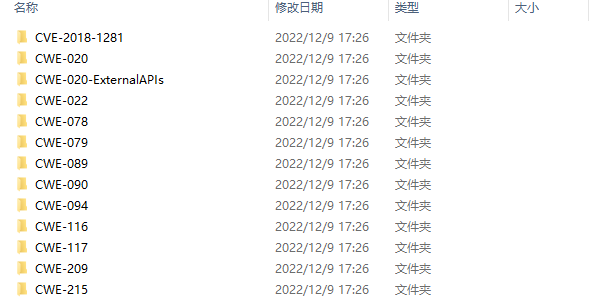 名称 修改日期 类型 大小
CVE-2018-1281 2022/12/9 17:26 文件夹
CWE-020 2022/12/9 17:26 文件夹
CWE-020-ExternalAPIs 2022/12/9 17:26 文件夹
CWE-022 2022/12/9 17:26 文件夹
CWE-078 2022/12/9 17:26 文件夹
CWE-079 2022/12/9 17:26 文件夹
CWE-089 2022/12/9 17:26 文件夹
CWE-090 2022/12/9 17:26 文件夹
CWE-094 2022/12/9 17:26 文件夹
CWE-116 2022/12/9 17:26 文件夹
CWE-117 2022/12/9 17:26 文件夹
CWE-209 2022/12/9 17:26 文件夹
CWE-215 2022/12/9 17:26 文件夹